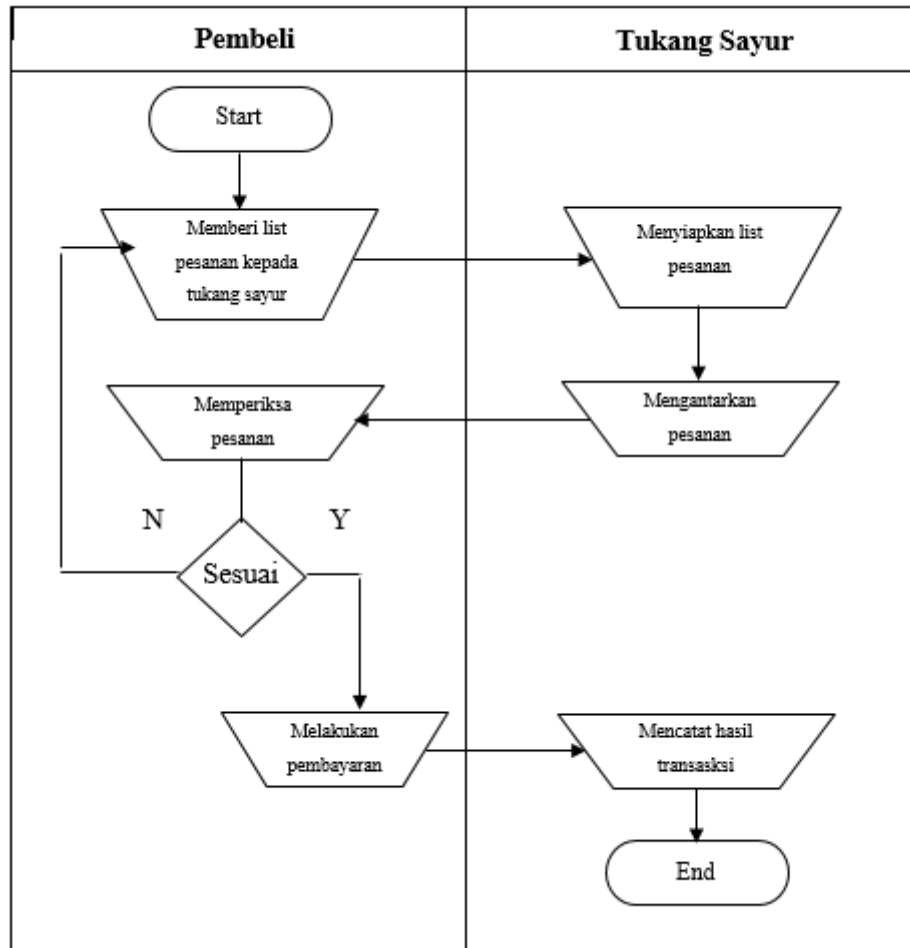 Pembeli
Tukang Sayur
Start
Memberi list
pesanan kepada
tukang sayur
Menyiapkan list
pesanan
Memperiksa
pesanan
Mengantarkan
pesanan
N
Y
Sesuai
Melakukan
pembayaran
Mencatat hasil
transasksi
End